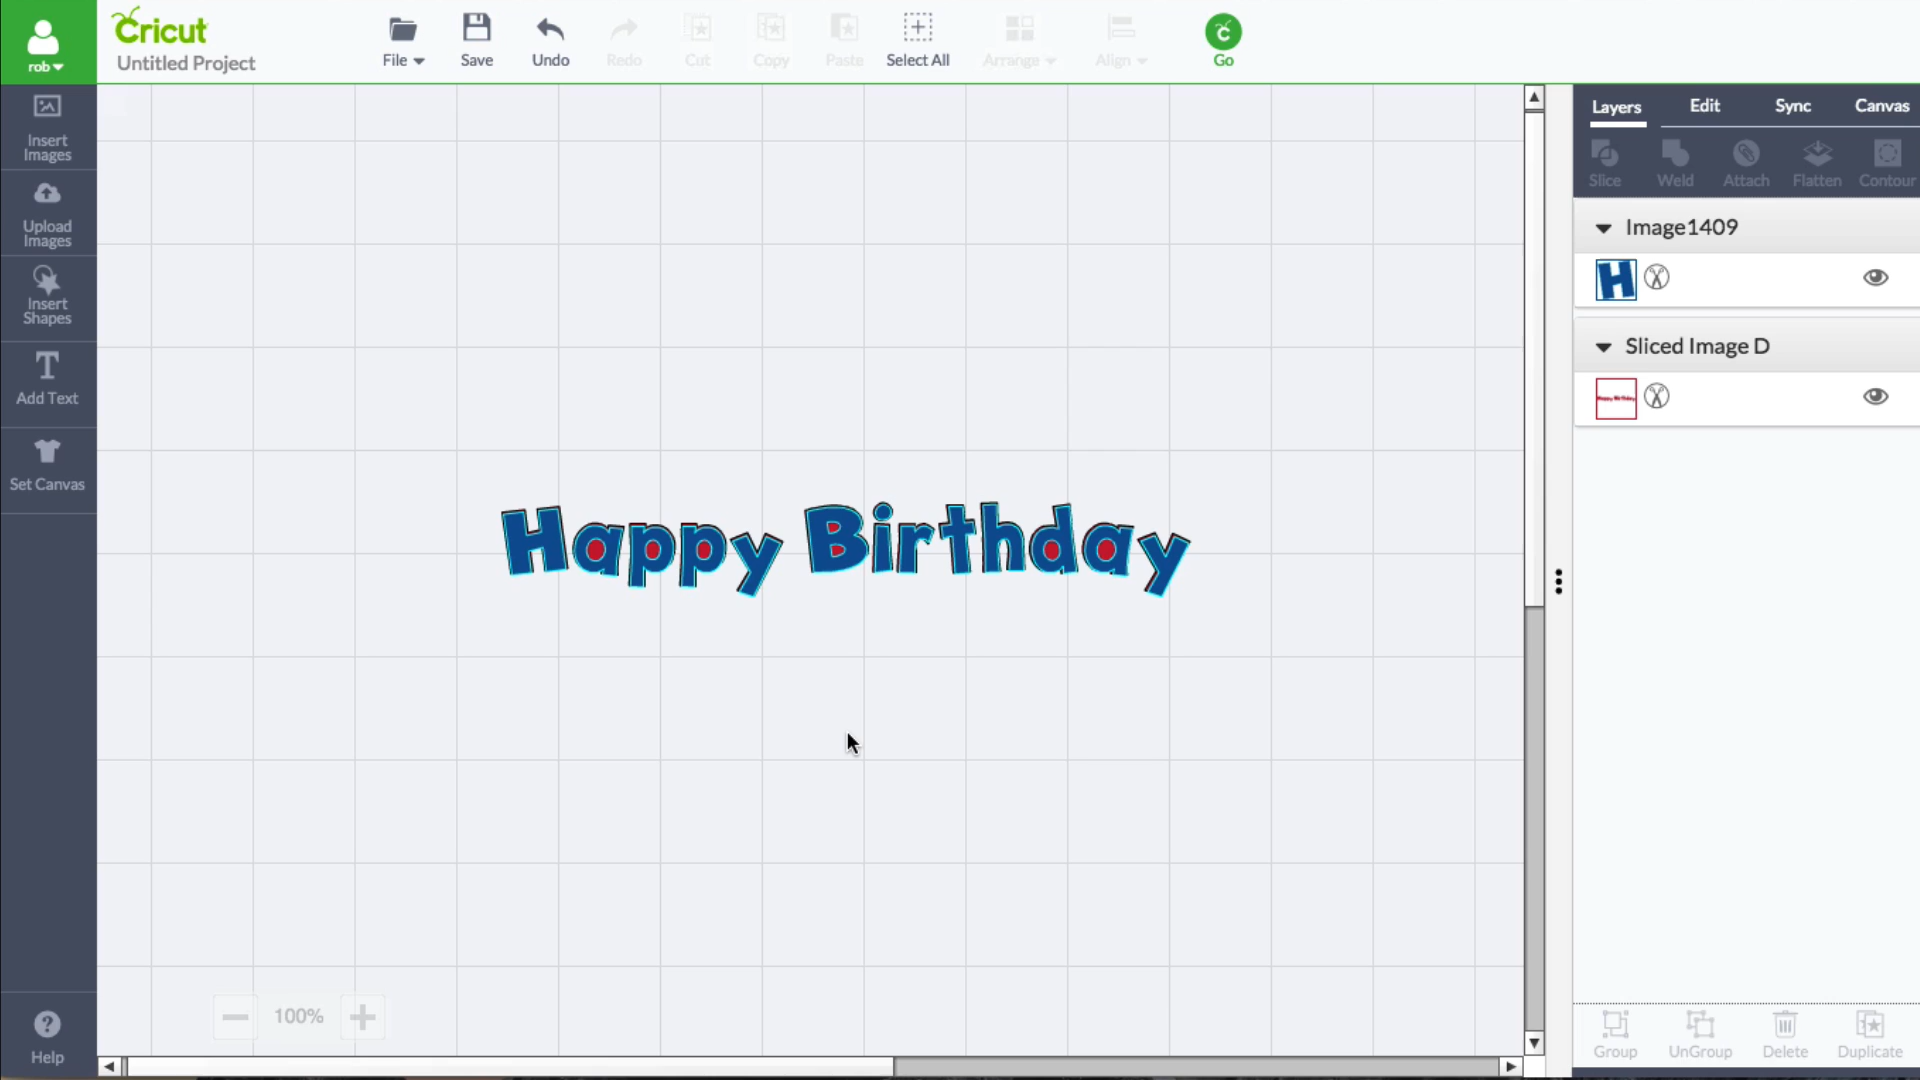 rob
Cricut
Untitled Project
File
Save
Undo
Redo
Cut
Copy
Paste
Select All
Arrange
Align
Go
Insert
Images
Upload
Images
Insert
Shapes
Add Text
Set Canvas
Help
Happy Birthday
100%
Layers
Edit
Sync
Canvas
Slice
Weld
Attach
Flatten
Contour
Image1409
H
Sliced Image D
Happy Birthday
Group
UnGroup
Delete
Duplicate